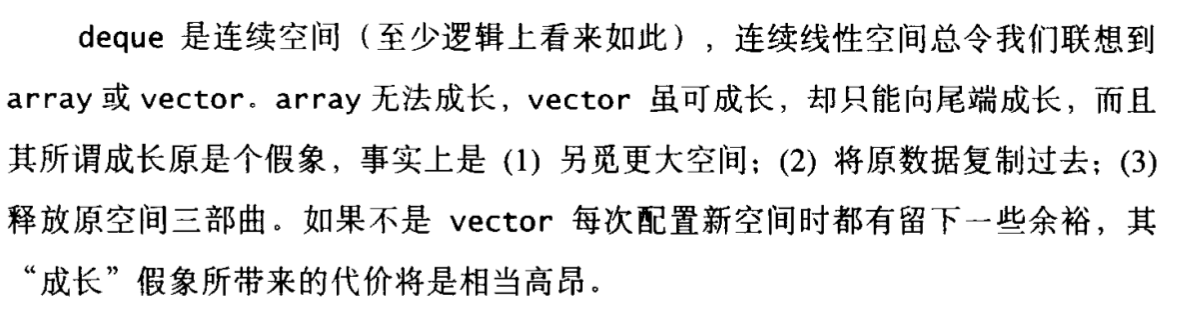 deque 是连续空间（至少逻辑上看来如此），连续线性空间总令我们联想到
array 或 vector。array 无法成长，vector 虽可成长，却只能向尾端成长，而且
其所谓成长原是个假象，事实上是 (1) 另觅更大空间；(2) 将原数据复制过去；(3)
释放原空间三部曲。如果不是 vector 每次配置新空间时都有留下一些余裕，其
“成长”假象所带来的代价将是相当高昂。